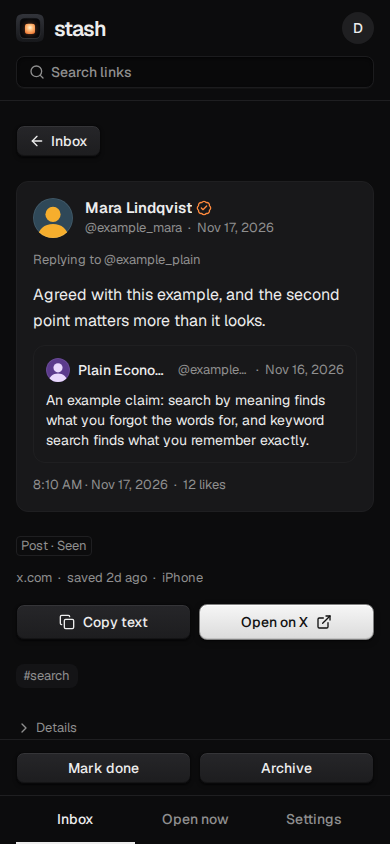 stash
D
Search links
Inbox
Mara Lindqvist
@example_mara · Nov 17, 2026
Replying to @example_plain
Agreed with this example, and the second
point matters more than it looks.
Plain Econo... @example... · Nov 16, 2026
An example claim: search by meaning finds
what you forgot the words for, and keyword
search finds what you remember exactly.
8:10 AM · Nov 17, 2026 · 12 likes
Post · Seen
x.com · saved 2d ago · iPhone
Copy text
Open on X
#search
Details
Mark done
Archive
Inbox
Open now
Settings